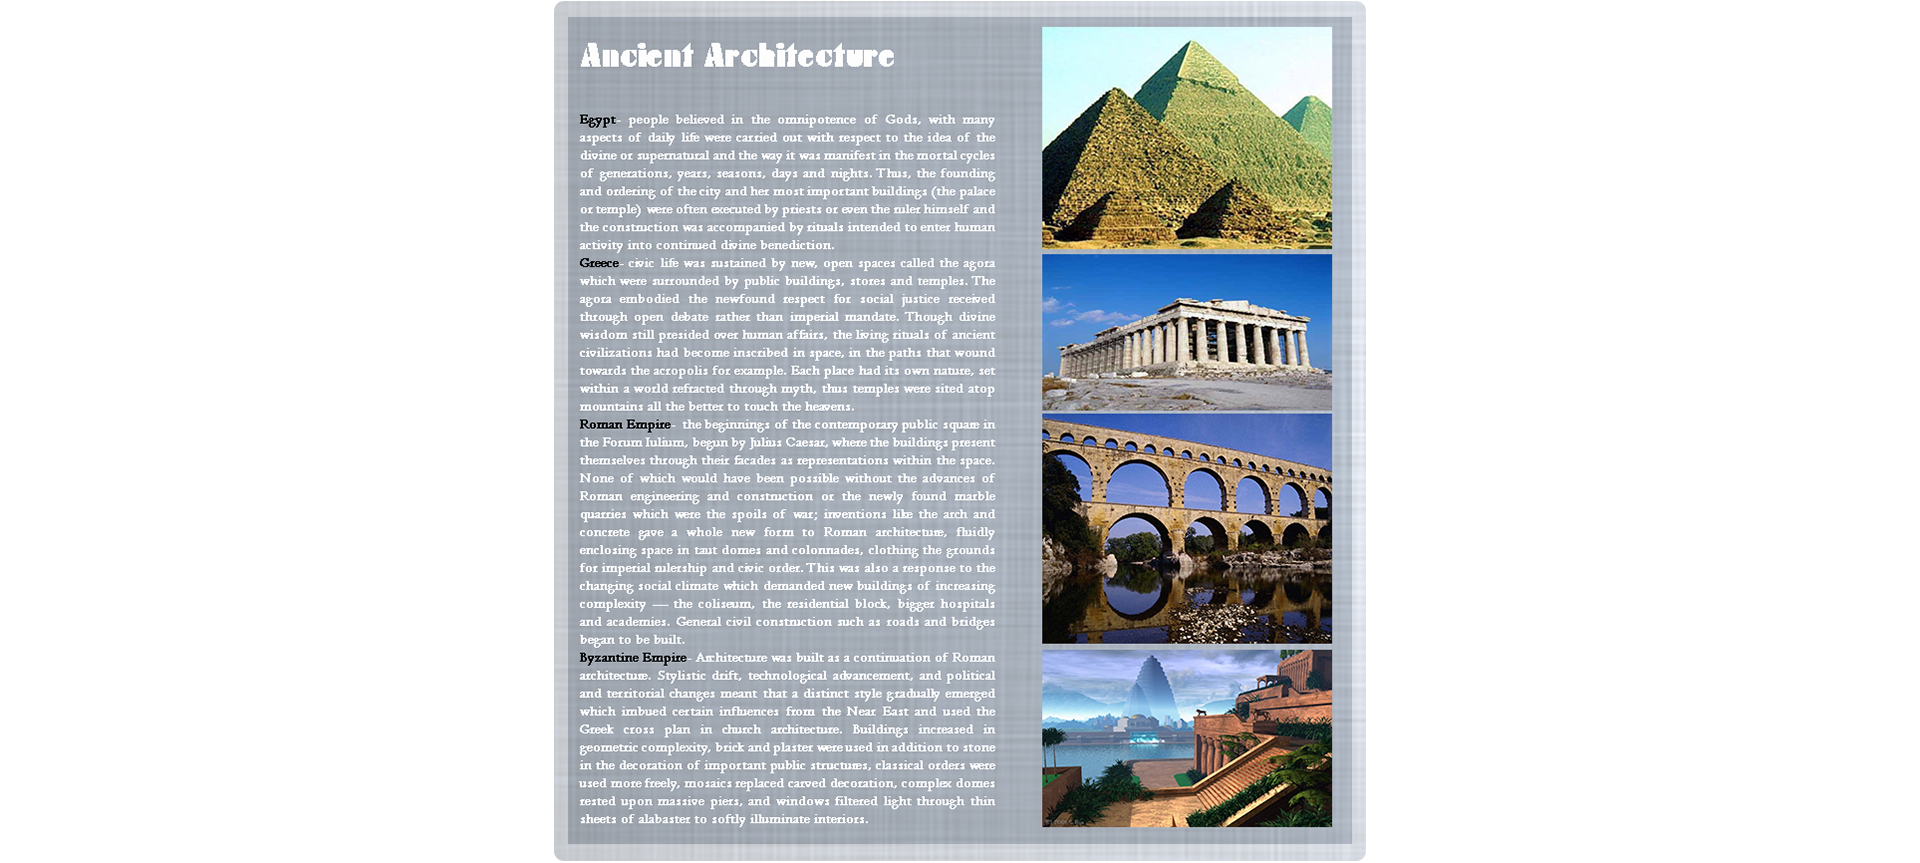 Ancient Architecture
Egypt- people believed in the omnipotence of Gods, with many
aspects of daily life were carried out with respect to the idea of the
divine or supernatural and the way it was manifest in the mortal cycles
of generations, years, seasons, days and nights. Thus, the founding
and ordering of the city and her most important buildings (the palace
or temple) were often executed by priests or even the ruler himself and
the construction was accompanied by rituals intended to enter human
activity into continued divine benediction.
Greece- civic life was sustained by new, open spaces called the agora
which were surrounded by public buildings, stores and temples. The
agora embodied the newfound respect for social justice received
through open debate rather than imperial mandate. Though divine
wisdom still presided over human affairs, the living rituals of ancient
civilizations had become inscribed in space, in the paths that wound
towards the acropolis for example. Each place had its own nature, set
within a world refracted through myth, thus temples were sited atop
mountains all the better to touch the heavens.
Roman Empire- the beginnings of the contemporary public square in
the Forum Iulium, begun by Julius Caesar, where the buildings present
themselves through their facades as representations within the space.
None of which would have been possible without the advances of
Roman engineering and construction or the newly found marble
quarries which were the spoils of war; inventions like the arch and
concrete gave a whole new form to Roman architecture, fluidly
enclosing space in taut domes and colonnades, clothing the grounds
for imperial rulership and civic order. This was also a response to the
changing social climate which demanded new buildings of increasing
complexity — the coliseum, the residential block, bigger hospitals
and academies. General civil construction such as roads and bridges
began to be built.
Byzantine Empire- Architecture was built as a continuation of Roman
architecture. Stylistic drift, technological advancement, and political
and territorial changes meant that a distinct style gradually emerged
which imbued certain influences from the Near East and used the
Greek cross plan in church architecture. Buildings increased in
geometric complexity, brick and plaster were used in addition to stone
in the decoration of important public structures, classical orders were
used more freely, mosaics replaced carved decoration, complex domes
rested upon massive piers, and windows filtered light through thin
sheets of alabaster to softly illuminate interiors.